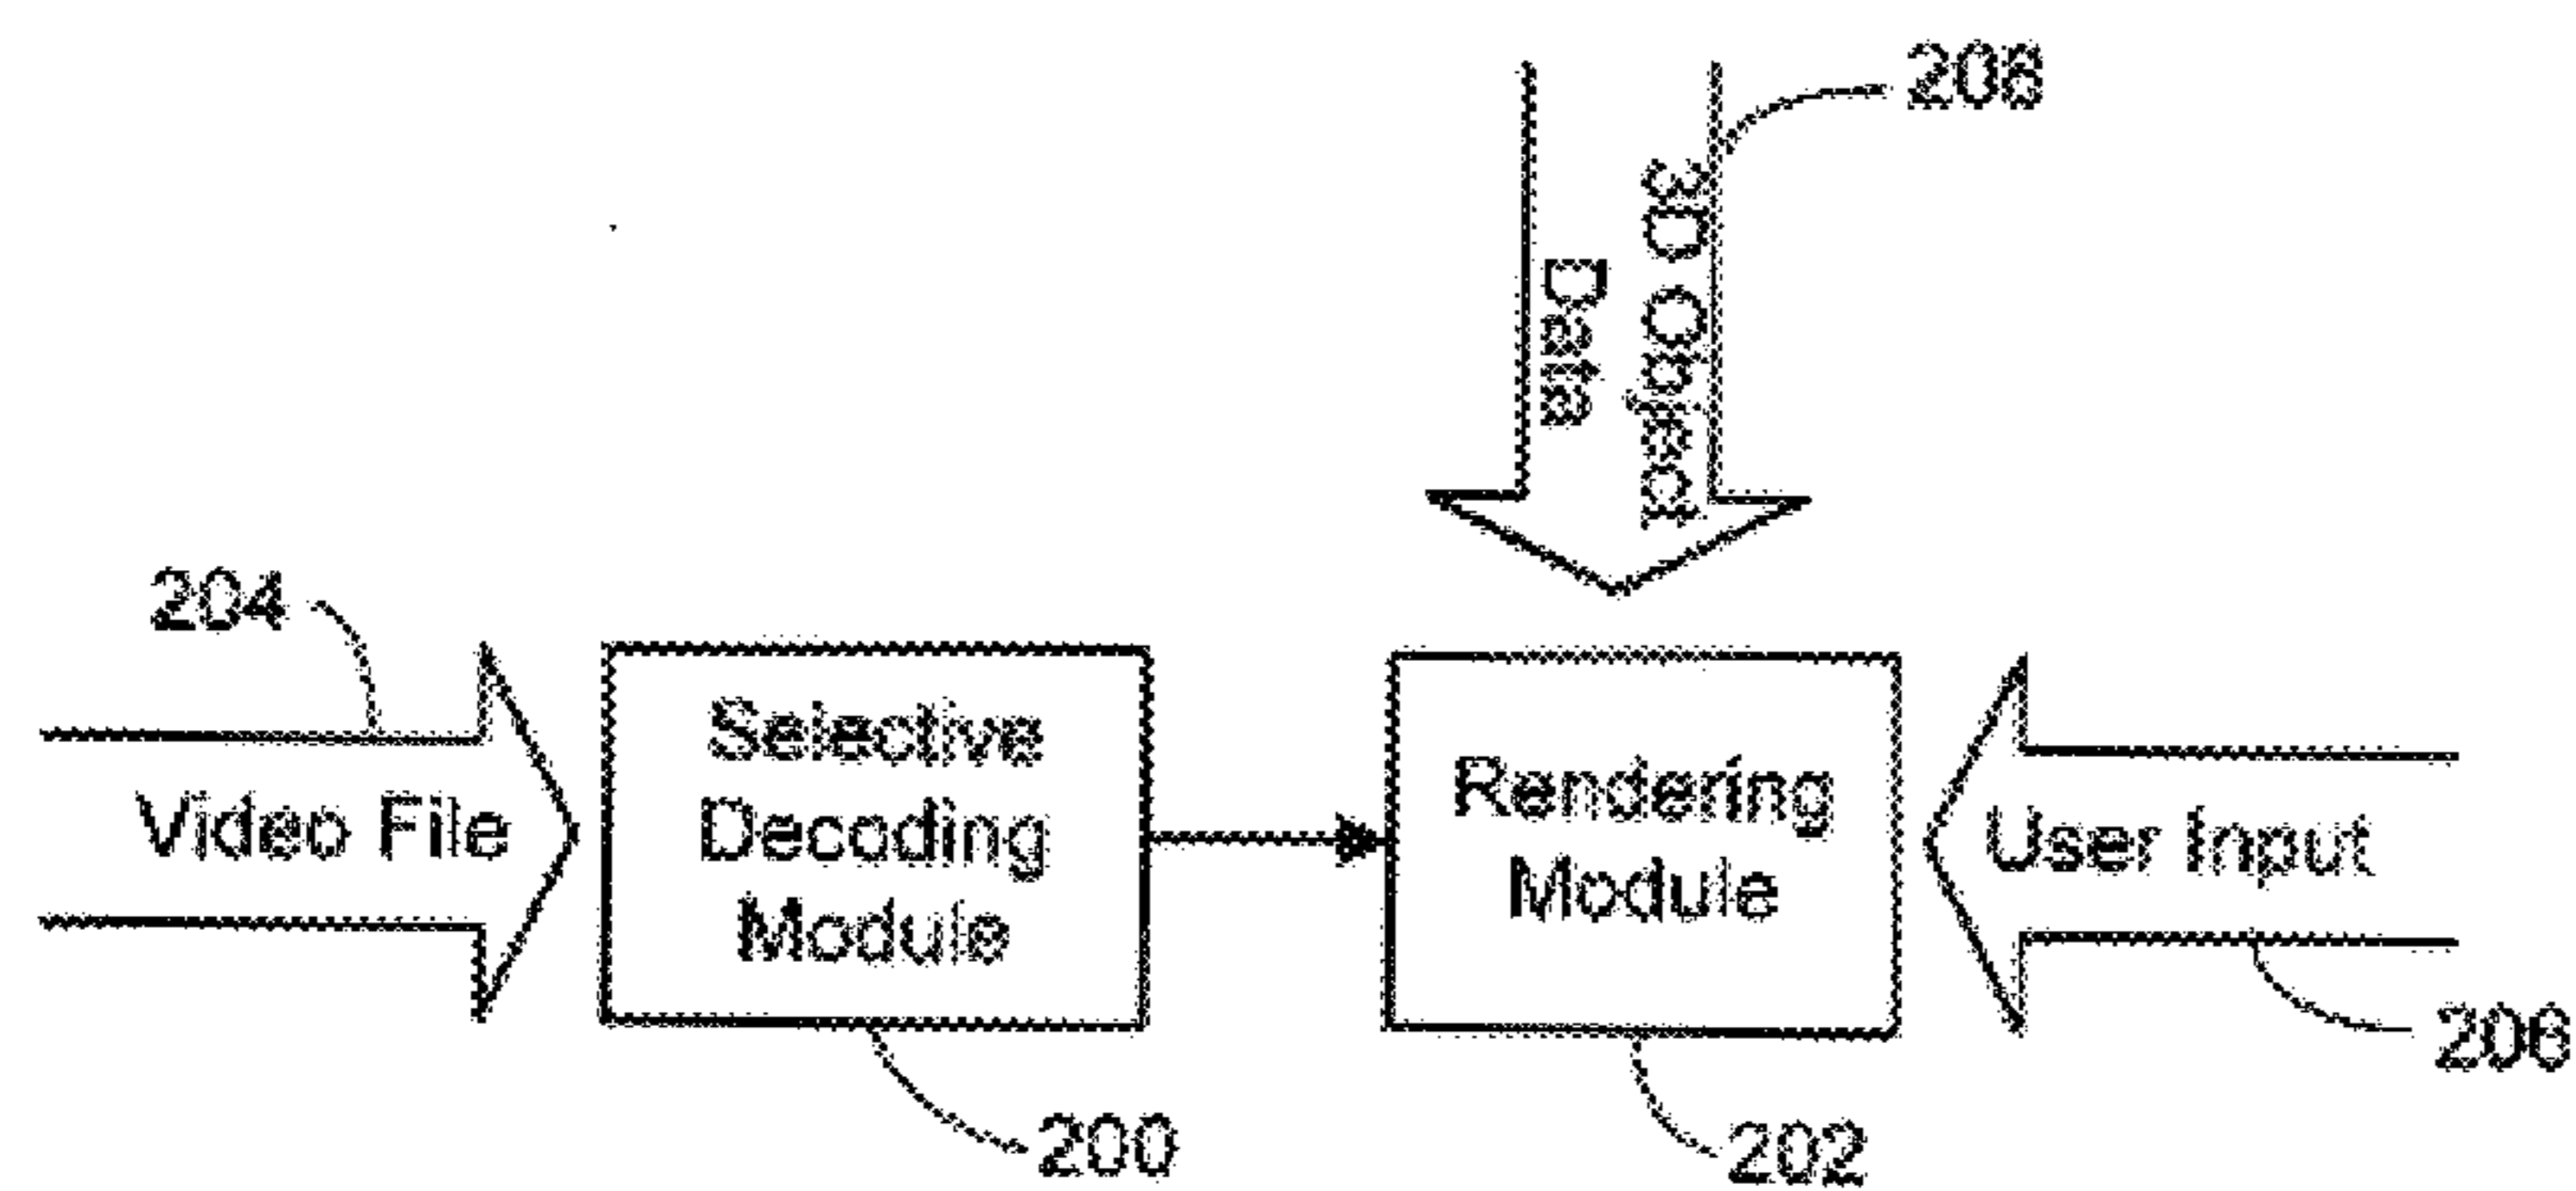 208
3D Object
Data
204
Video File
Selective
Decoding
Module
Rendering
Module
User Input
206
200
202